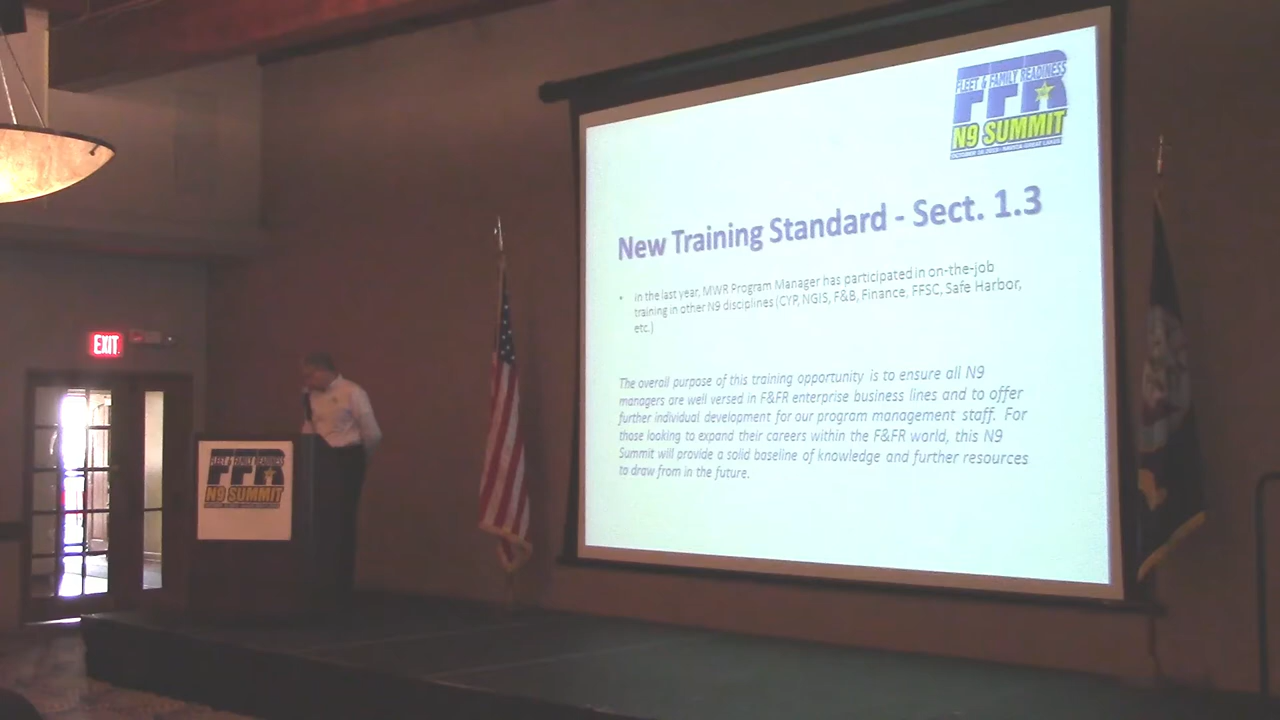 FLEET & FAMILY READINESS
FFR
N9 SUMMIT
New Training Standard - Sect. 1.3
• In the last year, MWR Program Manager has participated in on-the-job
training in other N9 disciplines (CYP, NGIS, F&B, Finance, FFSC, Safe Harbor,
etc.)
The overall purpose of this training opportunity is to ensure all N9
managers are well versed in F&FR enterprise business lines and to offer
further individual development for our program management staff. For
those looking to expand their careers within the F&FR world, this N9
Summit will provide a solid baseline of knowledge and further resources
to draw from in the future.
EXIT
FLEET & FAMILY READINESS
FFR
N9 SUMMIT